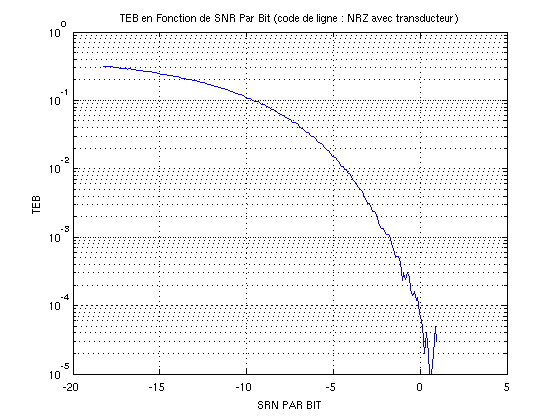 TEB en Fonction de SNR Par Bit (code de ligne : NRZ avec transducteur)
10^0
10^-1
10^-2
10^-3
10^-4
10^-5
TEB
-20 -15 -10 -5 0 5
SRN PAR BIT